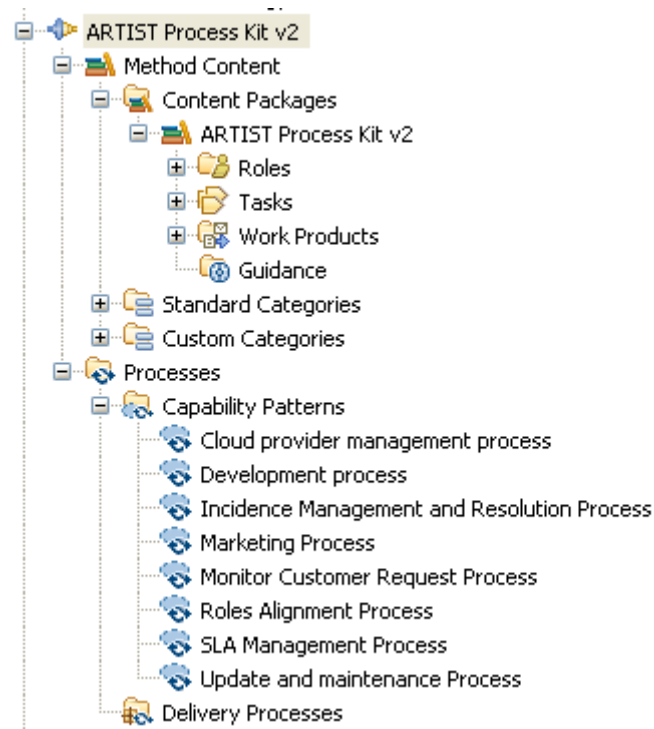 ARTIST Process Kit v2
Method Content
Content Packages
ARTIST Process Kit v2
Roles
Tasks
Work Products
Guidance
Standard Categories
Custom Categories
Processes
Capability Patterns
Cloud provider management process
Development process
Incidence Management and Resolution Process
Marketing Process
Monitor Customer Request Process
Roles Alignment Process
SLA Management Process
Update and maintenance Process
Delivery Processes